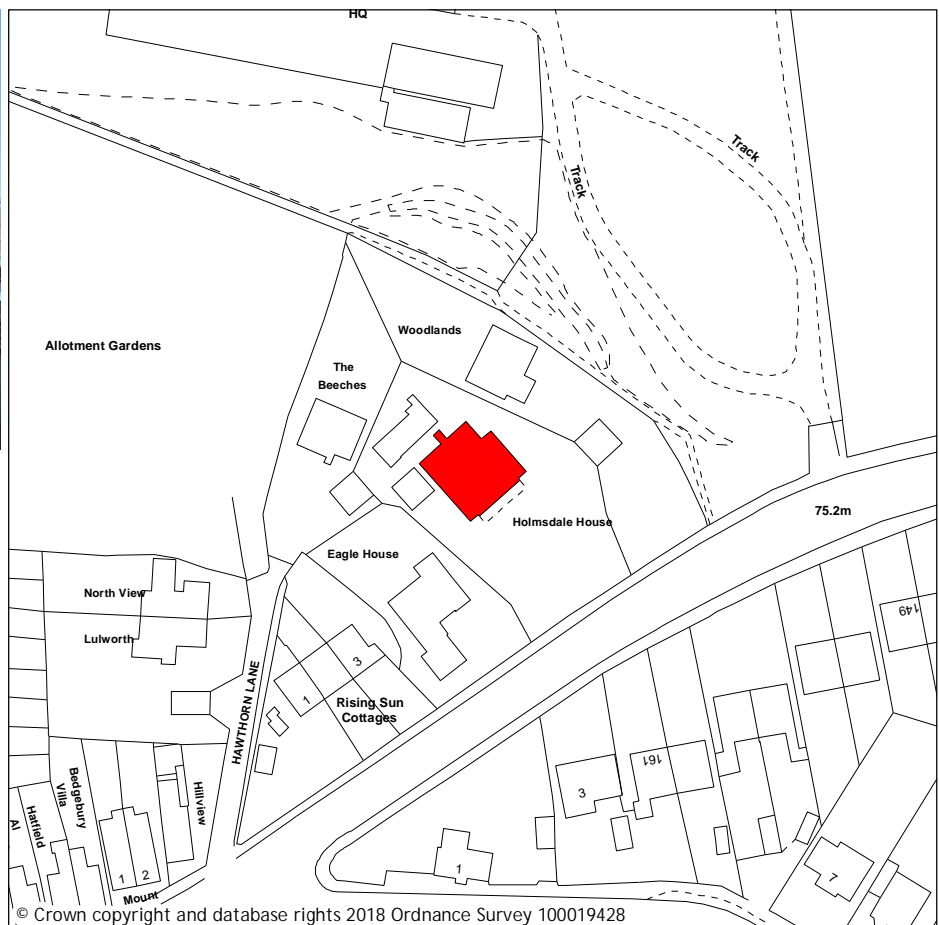 HQ
Track
Track
Woodlands
Allotment Gardens
The
Beeches
75.2m
Holmsdale House
Eagle House
North View
Lulworth
149
3
1
Rising Sun
Cottages
HAWTHORN LANE
161
3
Bedgebury
Villa
Hillview
Hatfield
Al
1
2
1
7
Mount
© Crown copyright and database rights 2018 Ordnance Survey 100019428